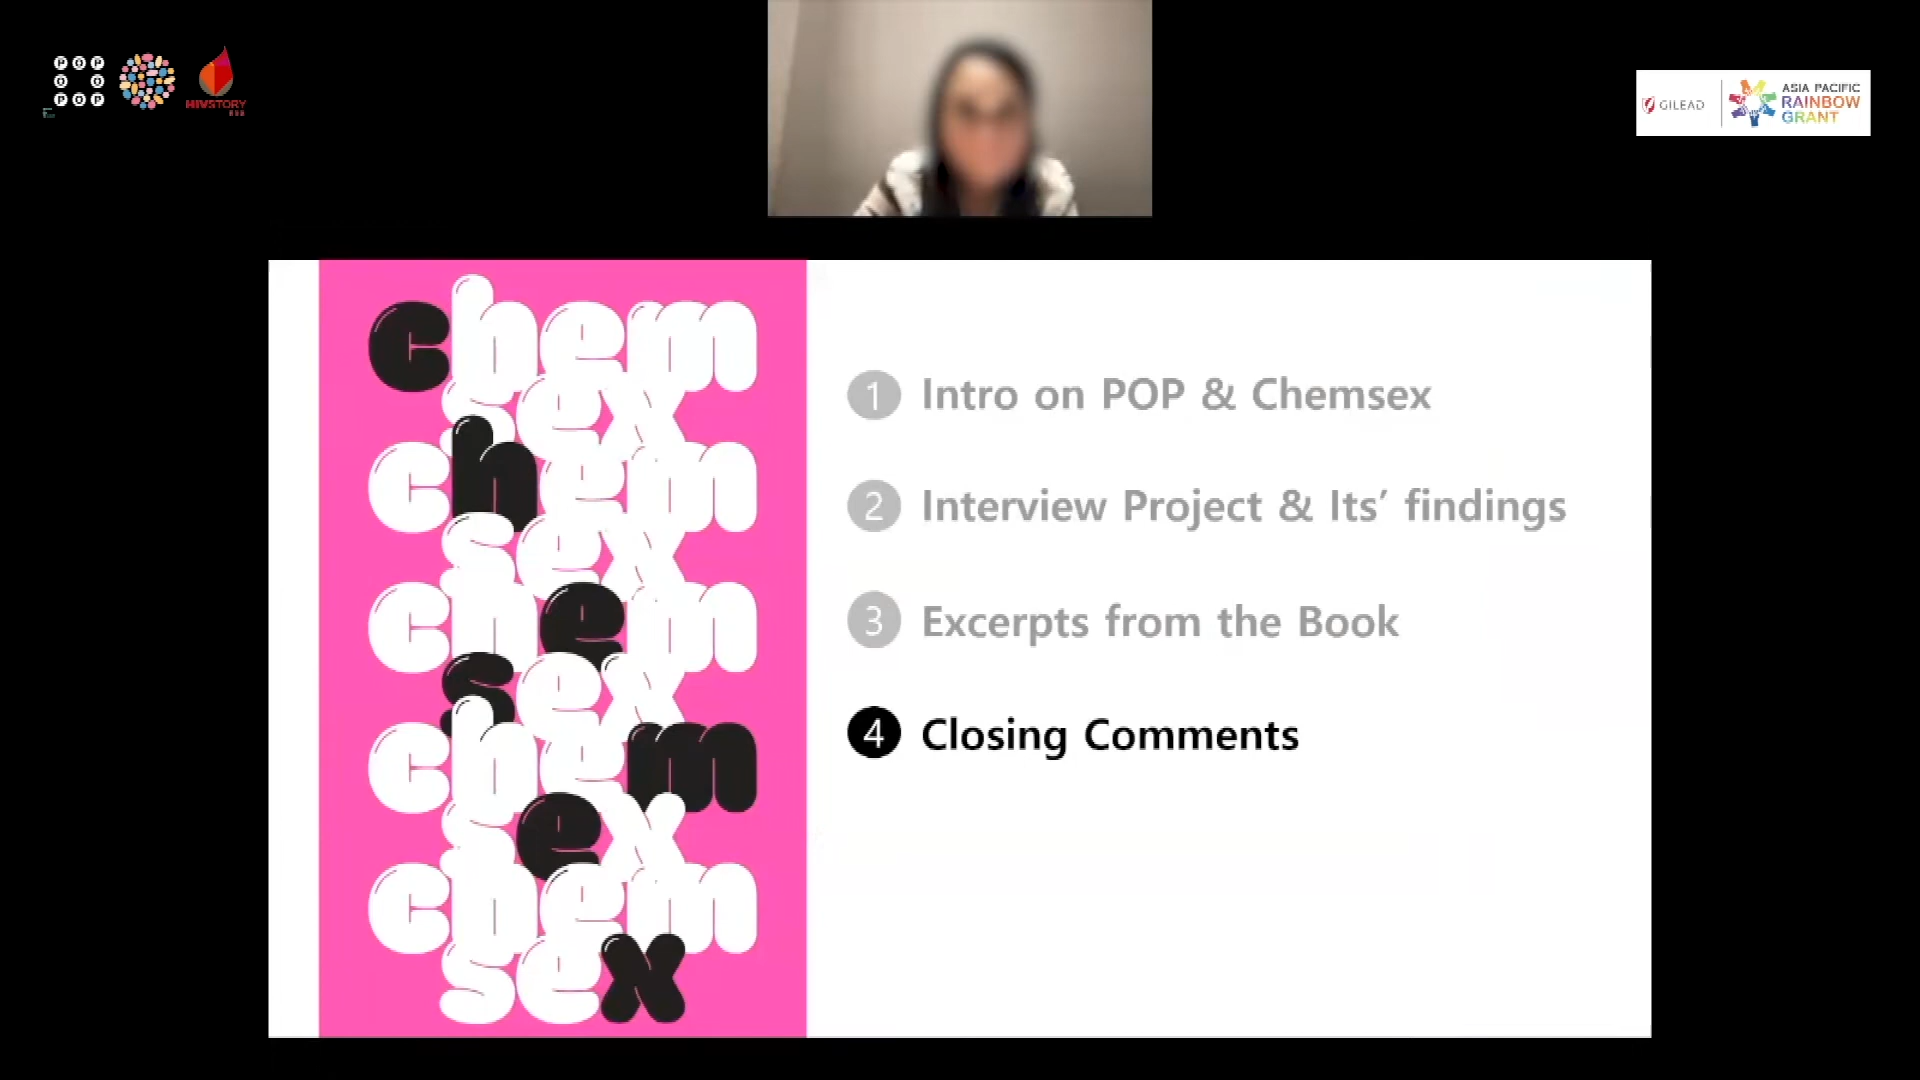 POP
O O
POP
HIVSTORY
GILEAD
ASIA PACIFIC
RAINBOW
GRANT
chem
sex
chem
sex
chem
sex
chem
sex
chem
sex
1 Intro on POP & Chemsex
2 Interview Project & Its’ findings
3 Excerpts from the Book
4 Closing Comments